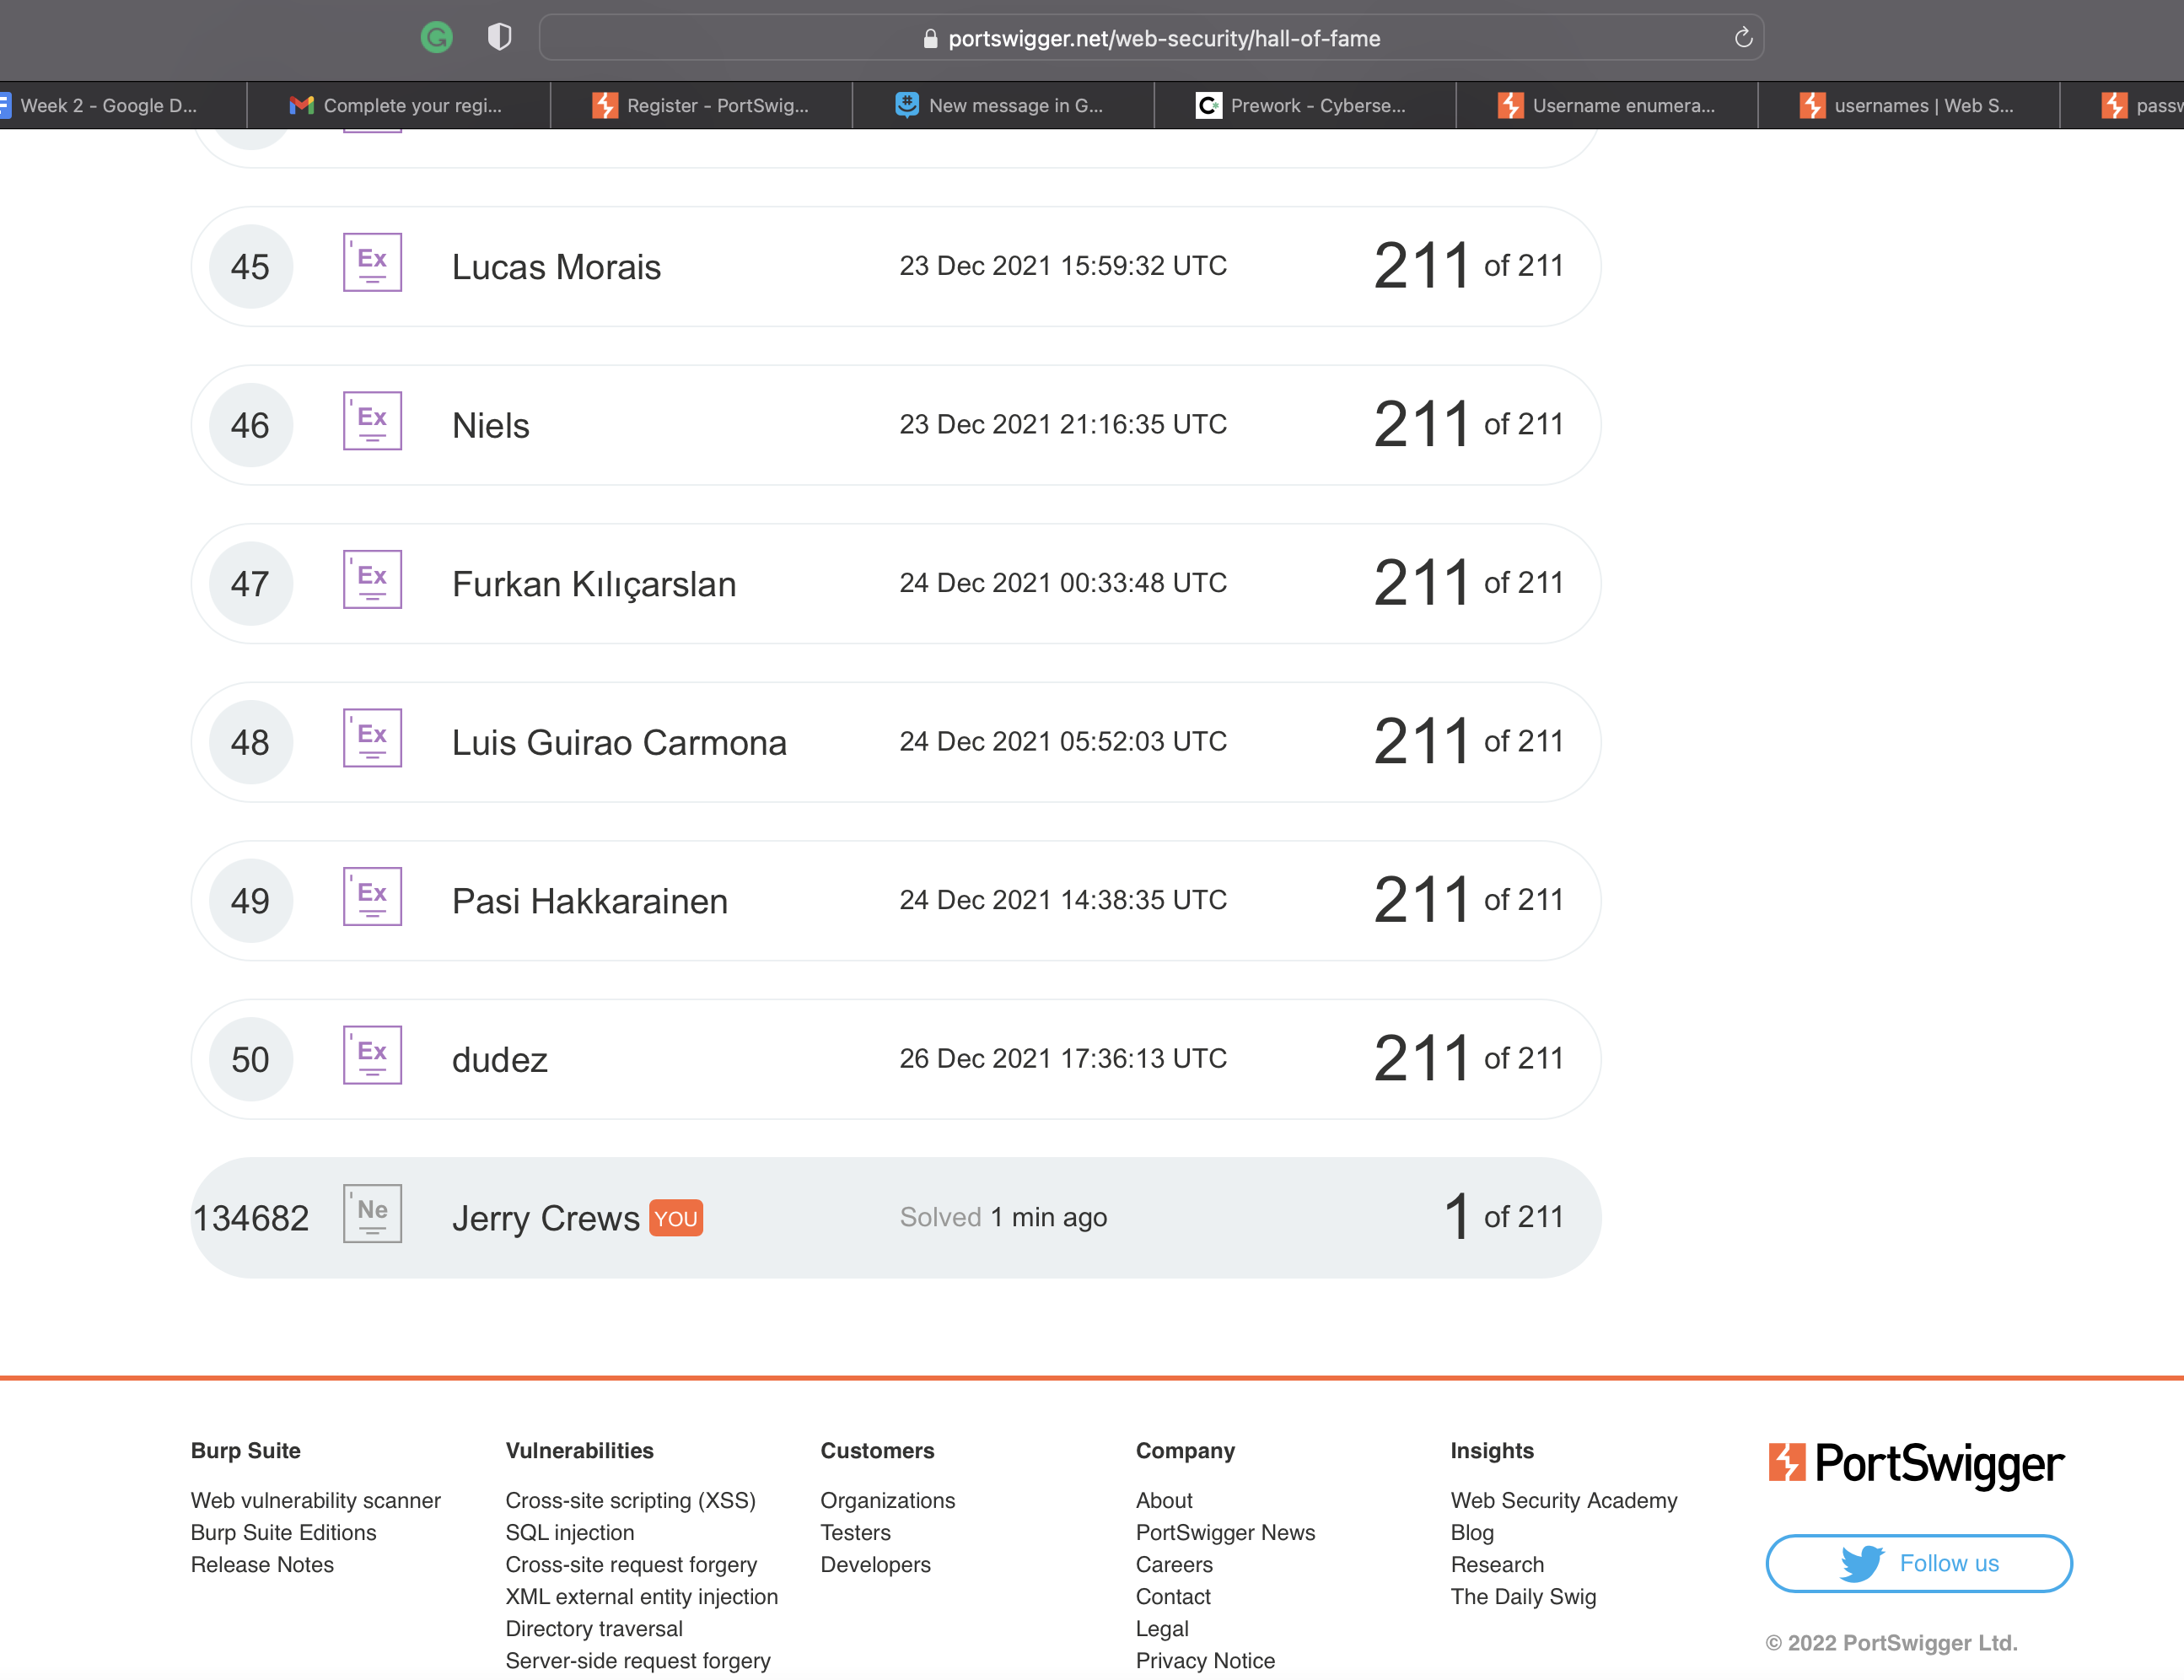 portswigger.net/web-security/hall-of-fame
Week 2 - Google D...
Complete your regi...
Register - PortSwig...
New message in G...
Prework - Cyberse...
Username enumera...
usernames | Web S...
passw
45 Ex Lucas Morais 23 Dec 2021 15:59:32 UTC 211 of 211
46 Ex Niels 23 Dec 2021 21:16:35 UTC 211 of 211
47 Ex Furkan Kılıçarslan 24 Dec 2021 00:33:48 UTC 211 of 211
48 Ex Luis Guirao Carmona 24 Dec 2021 05:52:03 UTC 211 of 211
49 Ex Pasi Hakkarainen 24 Dec 2021 14:38:35 UTC 211 of 211
50 Ex dudez 26 Dec 2021 17:36:13 UTC 211 of 211
134682 Ne Jerry Crews YOU Solved 1 min ago 1 of 211
Burp Suite
Web vulnerability scanner
Burp Suite Editions
Release Notes
Vulnerabilities
Cross-site scripting (XSS)
SQL injection
Cross-site request forgery
XML external entity injection
Directory traversal
Server-side request forgery
Customers
Organizations
Testers
Developers
Company
About
PortSwigger News
Careers
Contact
Legal
Privacy Notice
Insights
Web Security Academy
Blog
Research
The Daily Swig
PortSwigger
Follow us
© 2022 PortSwigger Ltd.